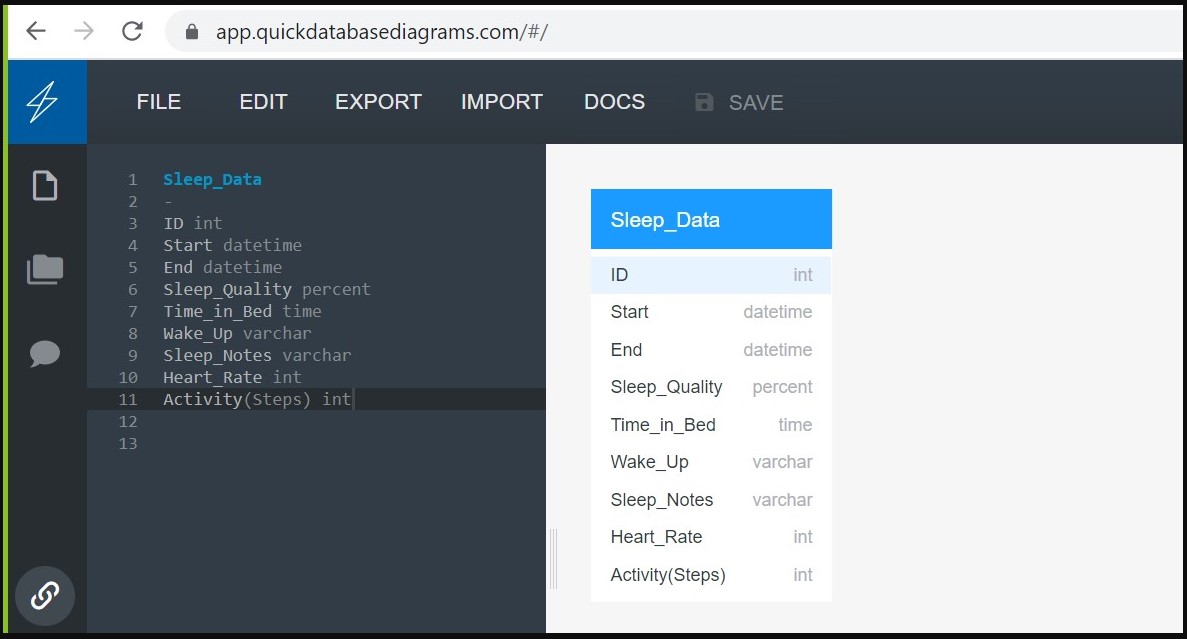 app.quickdatabasediagrams.com/#/
FILE EDIT EXPORT IMPORT DOCS SAVE
1 Sleep_Data
2 -
3 ID int
4 Start datetime
5 End datetime
6 Sleep_Quality percent
7 Time_in_Bed time
8 Wake_Up varchar
9 Sleep_Notes varchar
10 Heart_Rate int
11 Activity(Steps) int
12
13
Sleep_Data
ID int
Start datetime
End datetime
Sleep_Quality percent
Time_in_Bed time
Wake_Up varchar
Sleep_Notes varchar
Heart_Rate int
Activity(Steps) int